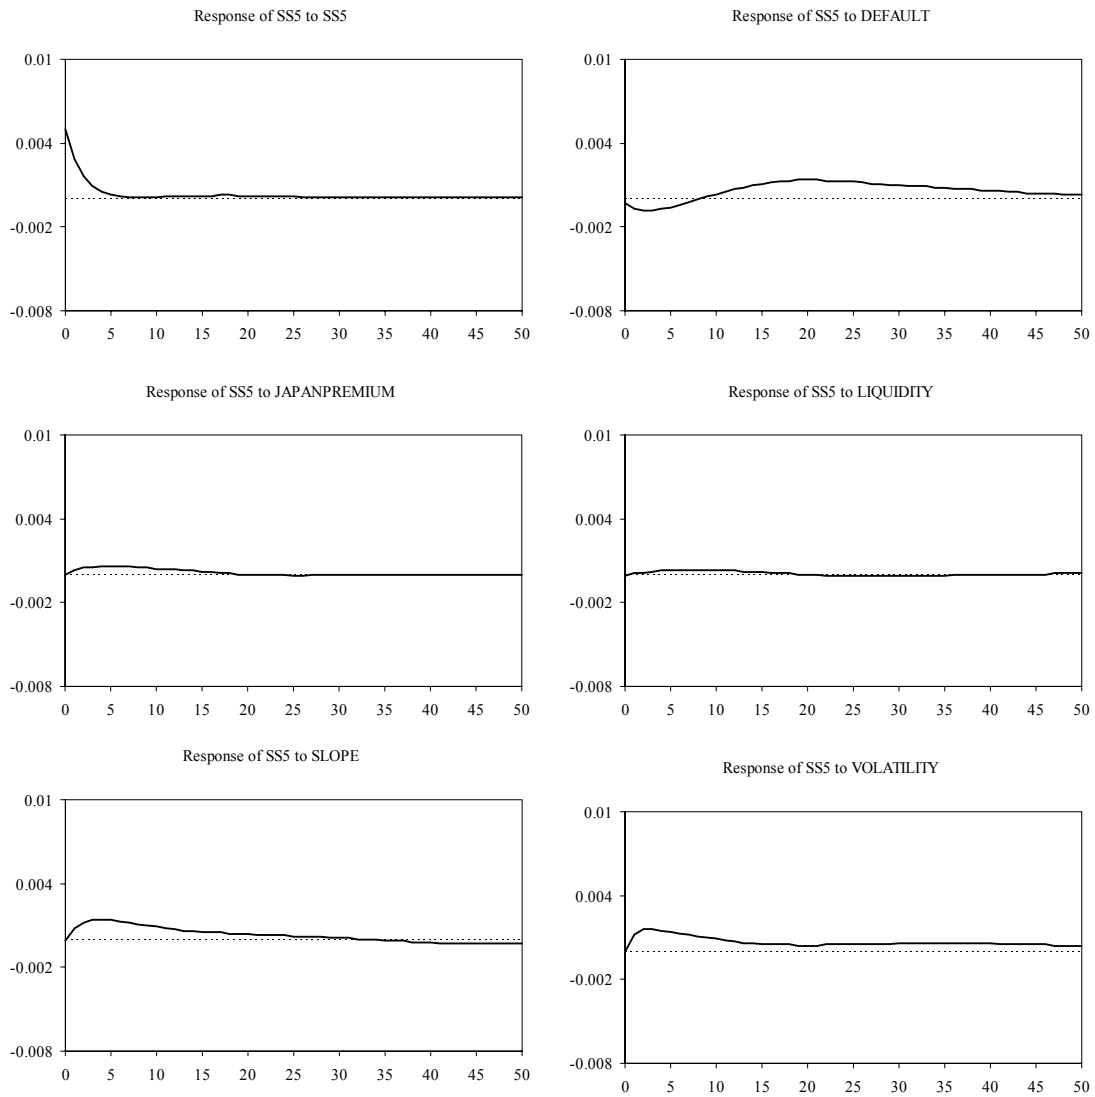 Response of SS5 to SS5
0.01
0.004
-0.002
-0.008
0 5 10 15 20 25 30 35 40 45 50
Response of SS5 to DEFAULT
0.01
0.004
-0.002
-0.008
0 5 10 15 20 25 30 35 40 45 50
Response of SS5 to JAPANPREMIUM
0.01
0.004
-0.002
-0.008
0 5 10 15 20 25 30 35 40 45 50
Response of SS5 to LIQUIDITY
0.01
0.004
-0.002
-0.008
0 5 10 15 20 25 30 35 40 45 50
Response of SS5 to SLOPE
0.01
0.004
-0.002
-0.008
0 5 10 15 20 25 30 35 40 45 50
Response of SS5 to VOLATILITY
0.01
0.004
-0.002
-0.008
0 5 10 15 20 25 30 35 40 45 50